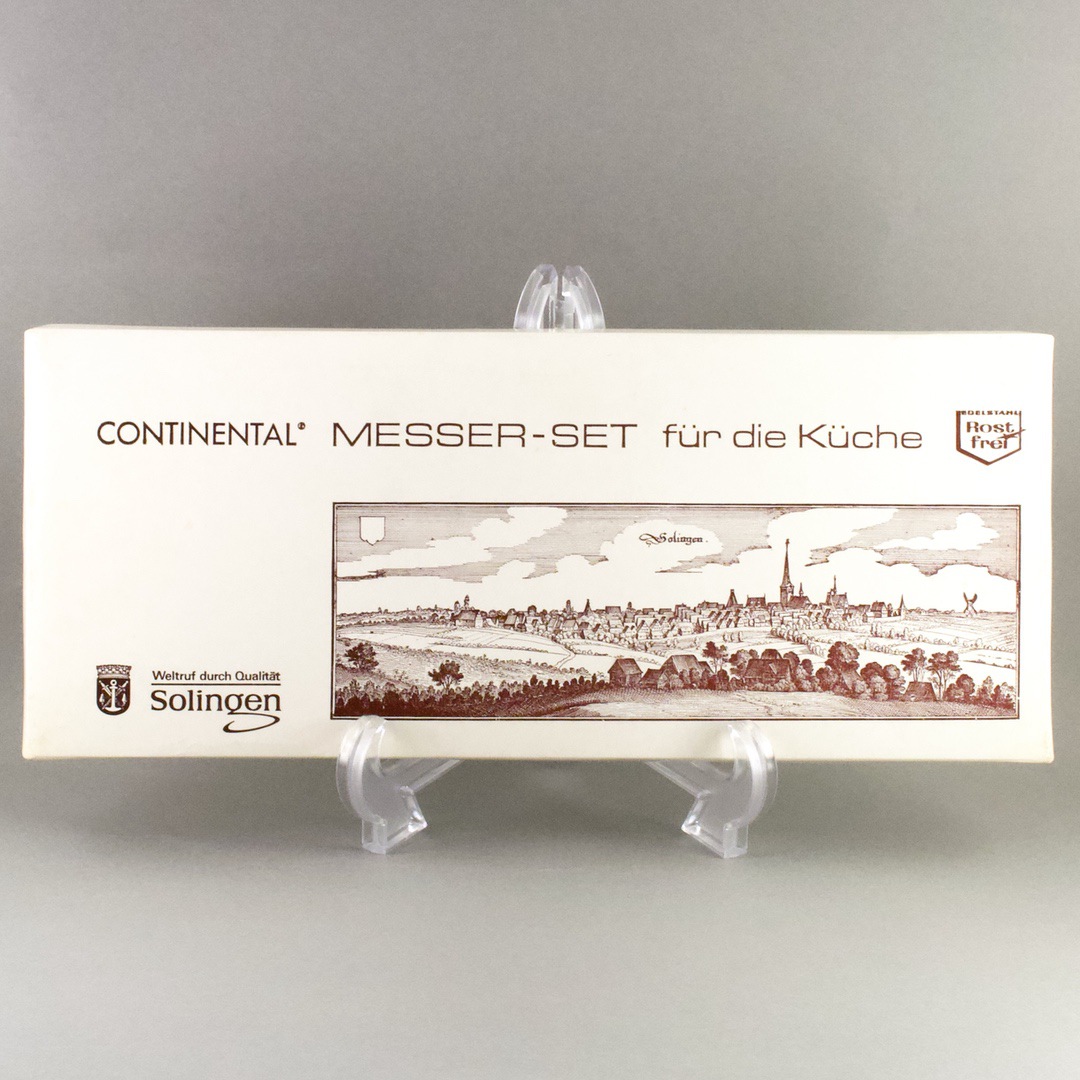 CONTINENTAL® MESSER-SET für die Küche
EDELSTAHL
Rost
frei
Solingen.
Weltruf durch Qualität
Solingen